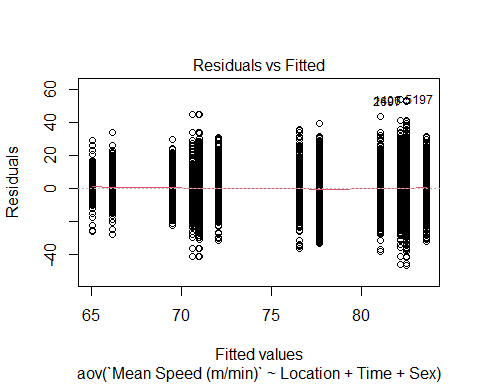 Residuals vs Fitted
Residuals
60
40
20
0
-40
5197
65
70
75
80
Fitted values
aov(`Mean Speed (m/min)` ~ Location + Time + Sex)